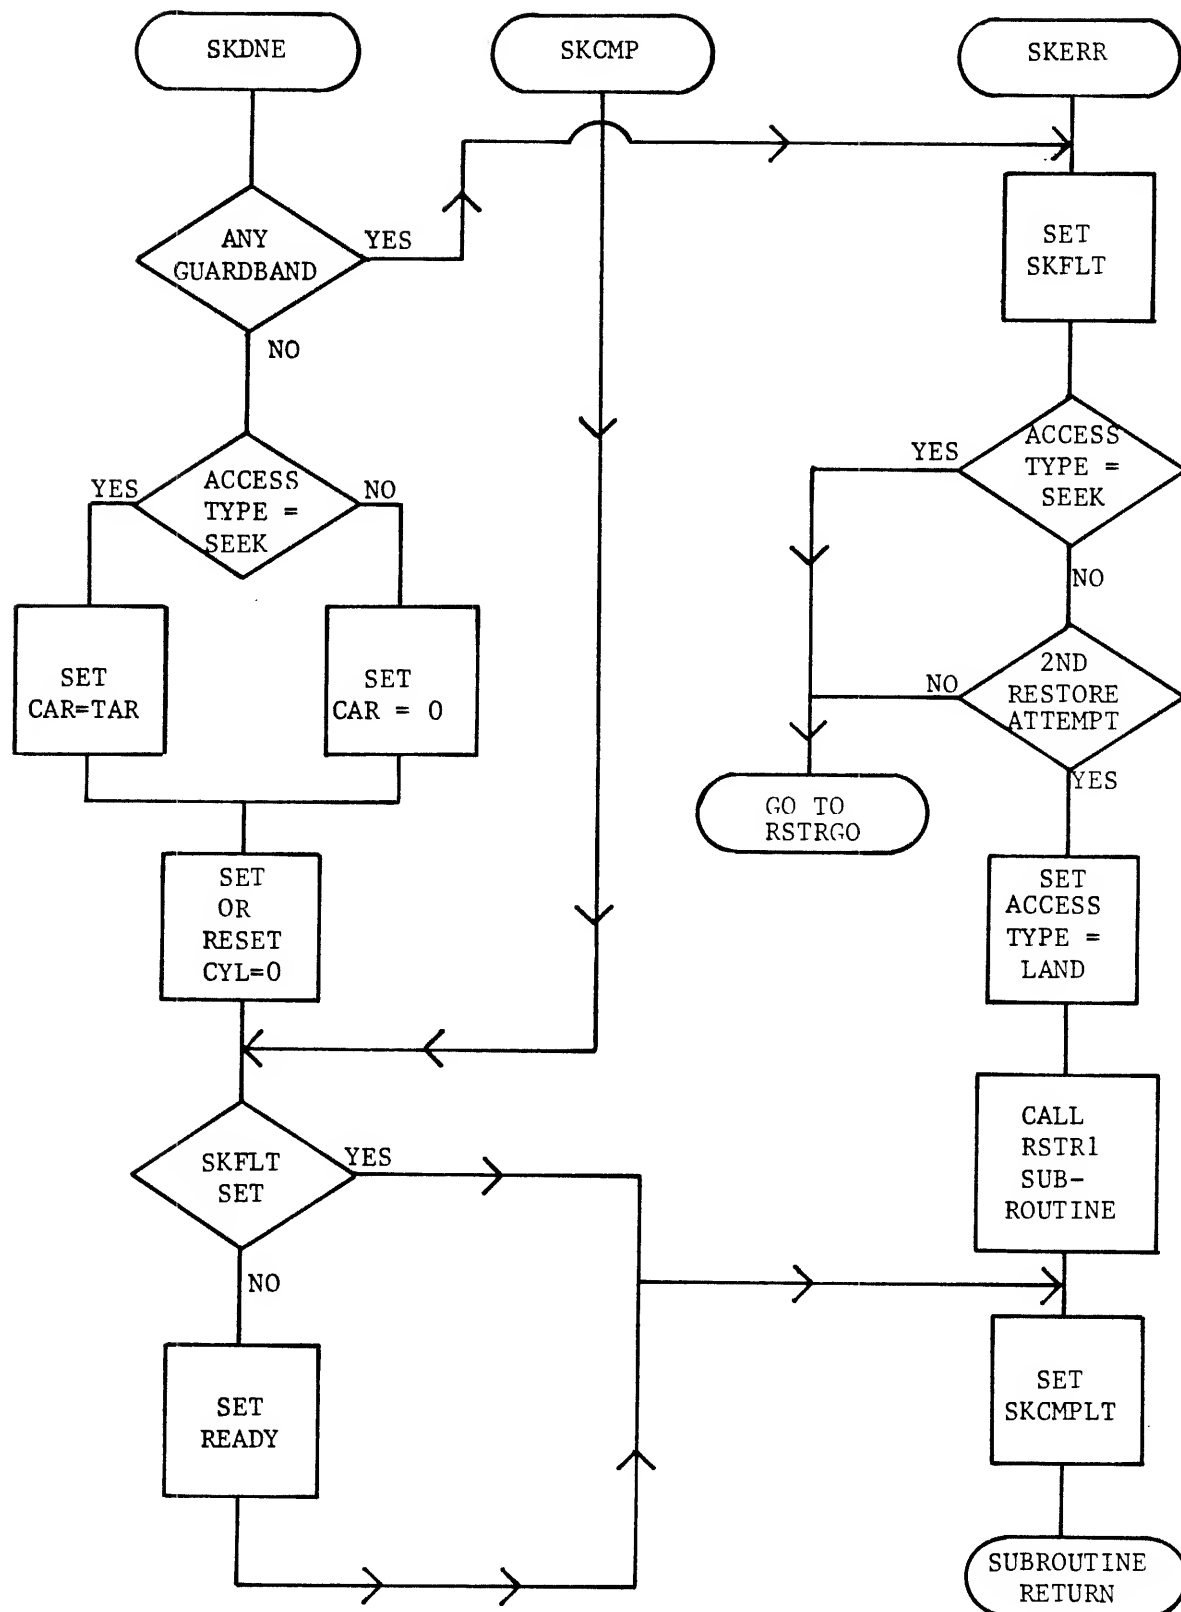 SKDNE
SKCMP
SKERR
ANY
GUARDBAND
YES
NO
SET
SKFLT
ACCESS
TYPE =
SEEK
YES
NO
ACCESS
TYPE =
SEEK
YES
NO
SET
CAR=TAR
SET
CAR = 0
2ND
RESTORE
ATTEMPT
NO
YES
GO TO
RSTRGO
SET
OR
RESET
CYL=0
SET
ACCESS
TYPE =
LAND
CALL
RSTR1
SUB-
ROUTINE
SKFLT
SET
YES
NO
SET
READY
SET
SKCMPLT
SUBROUTINE
RETURN